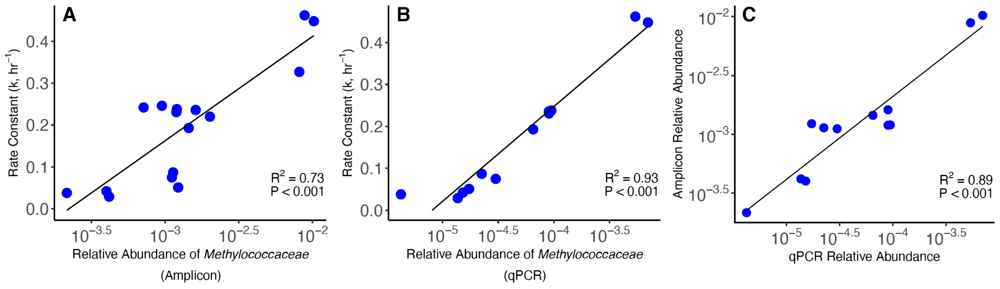 A
Rate Constant (k, hr⁻¹)
0.4
0.3
0.2
0.1
0.0
R² = 0.73
P < 0.001
10⁻³·⁵ 10⁻³ 10⁻²·⁵ 10⁻²
Relative Abundance of Methylococcaceae
(Amplicon)
B
Rate Constant (k, hr⁻¹)
0.4
0.3
0.2
0.1
0.0
R² = 0.93
P < 0.001
10⁻⁵ 10⁻⁴·⁵ 10⁻⁴ 10⁻³·⁵
Relative Abundance of Methylococcaceae
(qPCR)
C
Amplicon Relative Abundance
10⁻²
10⁻²·⁵
10⁻³
10⁻³·⁵
R² = 0.89
P < 0.001
10⁻⁵ 10⁻⁴·⁵ 10⁻⁴ 10⁻³·⁵
qPCR Relative Abundance